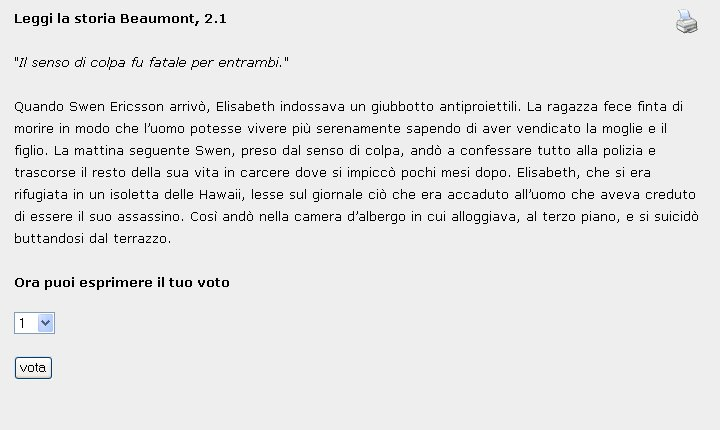 Leggi la storia Beaumont, 2.1
"Il senso di colpa fu fatale per entrambi."
Quando Swen Ericsson arrivò, Elisabeth indossava un giubbotto antiproiettili. La ragazza fece finta di
morire in modo che l’uomo potesse vivere più serenamente sapendo di aver vendicato la moglie e il
figlio. La mattina seguente Swen, preso dal senso di colpa, andò a confessare tutto alla polizia e
trascorse il resto della sua vita in carcere dove si impiccò pochi mesi dopo. Elisabeth, che si era
rifugiata in un isoletta delle Hawaii, lesse sul giornale ciò che era accaduto all’uomo che aveva creduto
di essere il suo assassino. Così andò nella camera d’albergo in cui alloggiava, al terzo piano, e si suicidò
buttandosi dal terrazzo.
Ora puoi esprimere il tuo voto
1
vota